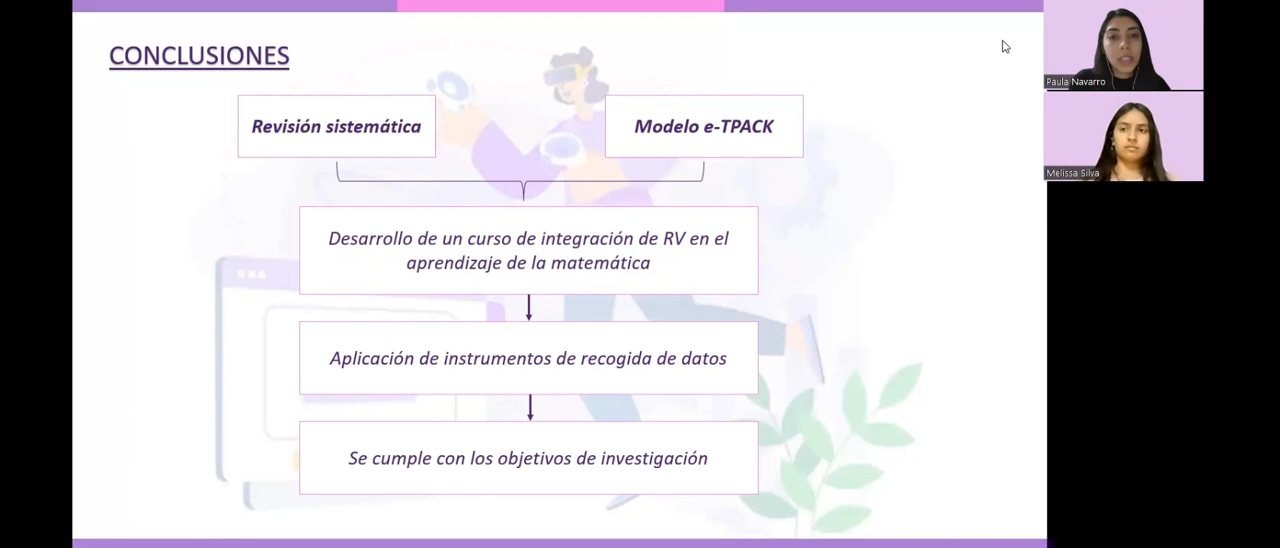 CONCLUSIONES
Revisión sistemática
Modelo e-TPACK
Desarrollo de un curso de integración de RV en el
aprendizaje de la matemática
Aplicación de instrumentos de recogida de datos
Se cumple con los objetivos de investigación
Paula Navarro
Melissa Silva